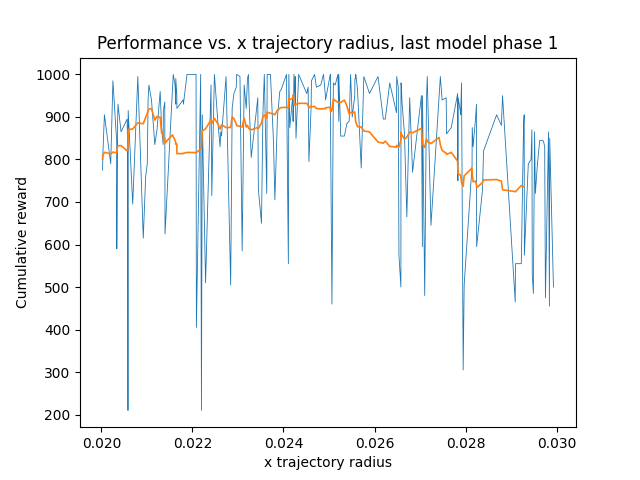 Performance vs. x trajectory radius, last model phase 1
1000
900
800
700
600
500
400
300
200
Cumulative reward
0.020 0.022 0.024 0.026 0.028 0.030
x trajectory radius